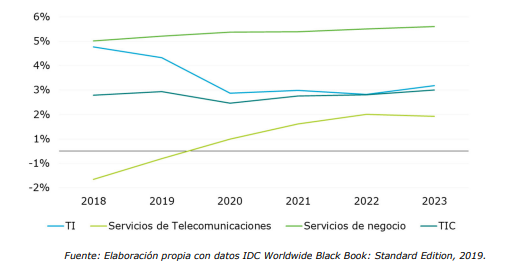 6%
5%
4%
3%
2%
1%
-1%
-2%
2018 2019 2020 2021 2022 2023
TI Servicios de Telecomunicaciones Servicios de negocio TIC
Fuente: Elaboración propia con datos IDC Worldwide Black Book: Standard Edition, 2019.